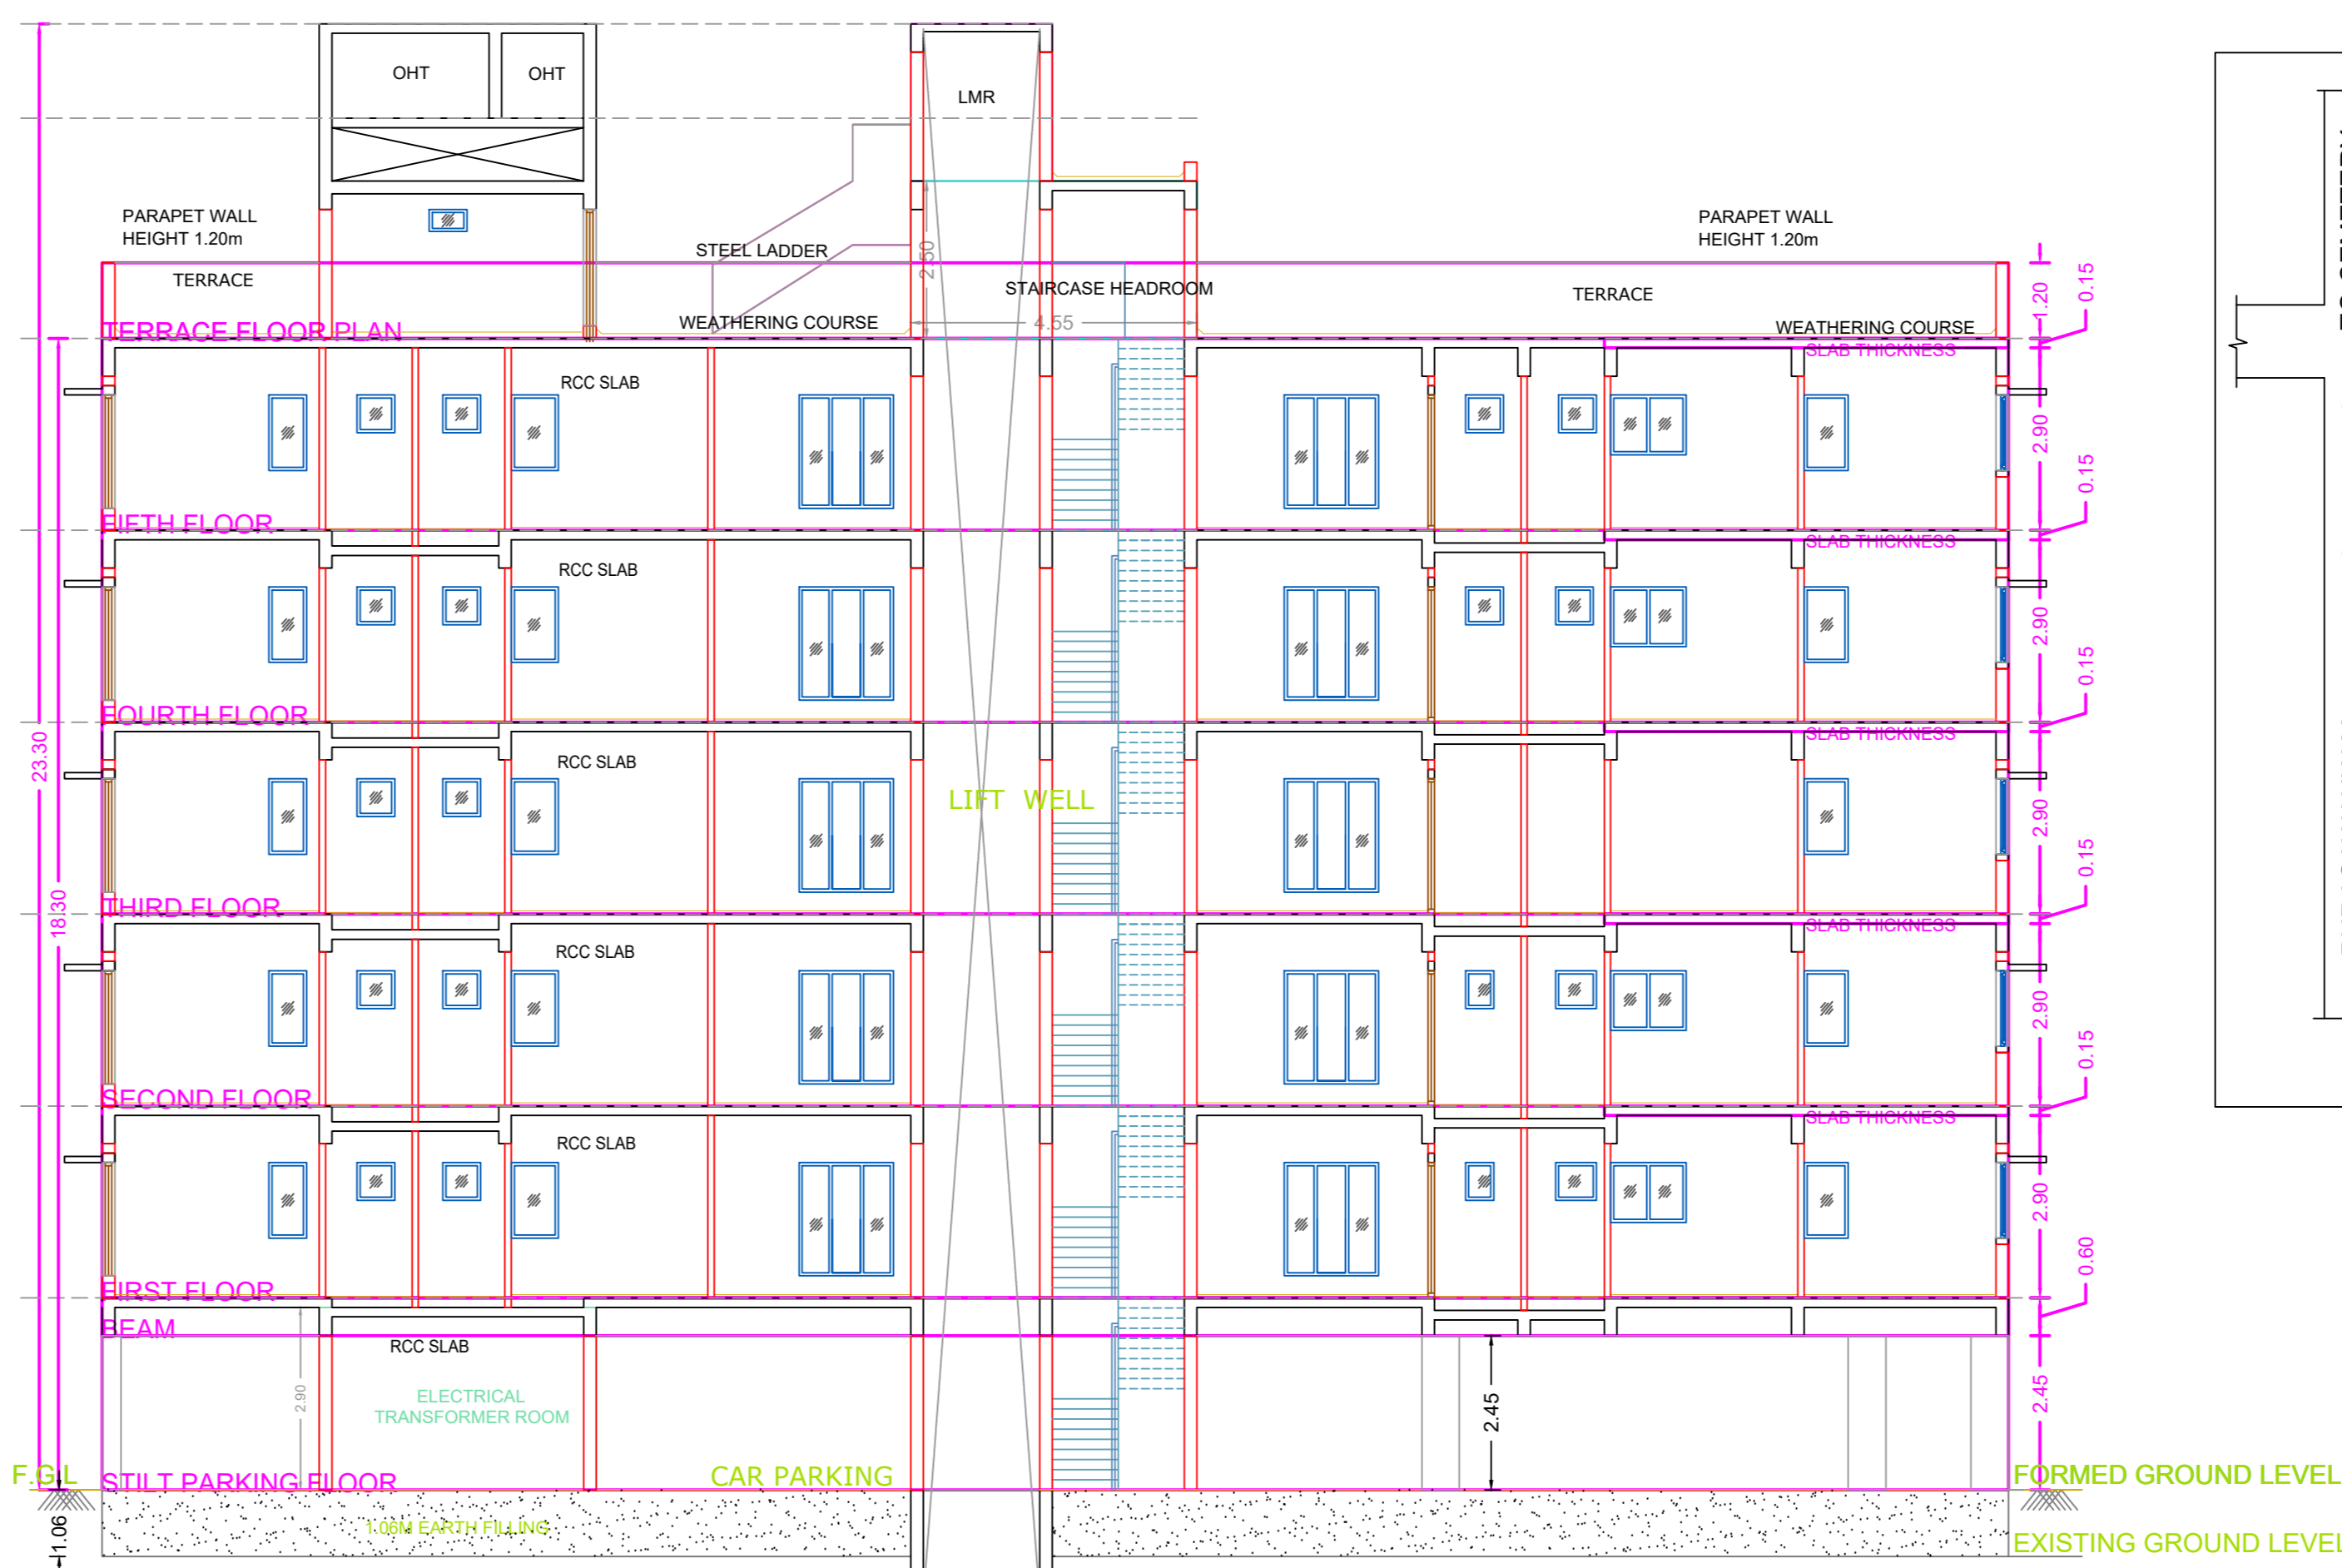 OHT
OHT
LMR
PARAPET WALL
HEIGHT 1.20m
PARAPET WALL
HEIGHT 1.20m
STEEL LADDER
2.50
TERRACE
STAIRCASE HEADROOM
TERRACE
1.20
0.15
WEATHERING COURSE
4.55
WEATHERING COURSE
TERRACE FLOOR PLAN
SLAB THICKNESS
RCC SLAB
2.90
0.15
FIFTH FLOOR
SLAB THICKNESS
RCC SLAB
2.90
0.15
FOURTH FLOOR
SLAB THICKNESS
23.30
RCC SLAB
LIFT WELL
2.90
0.15
THIRD FLOOR
18.30
SLAB THICKNESS
RCC SLAB
2.90
0.15
SECOND FLOOR
SLAB THICKNESS
RCC SLAB
2.90
0.60
FIRST FLOOR
BEAM
RCC SLAB
2.90
ELECTRICAL
TRANSFORMER ROOM
2.45
2.45
F.G.L
STILT PARKING FLOOR
CAR PARKING
FORMED GROUND LEVEL
1.06
1.06M EARTH FILLING
EXISTING GROUND LEVEL